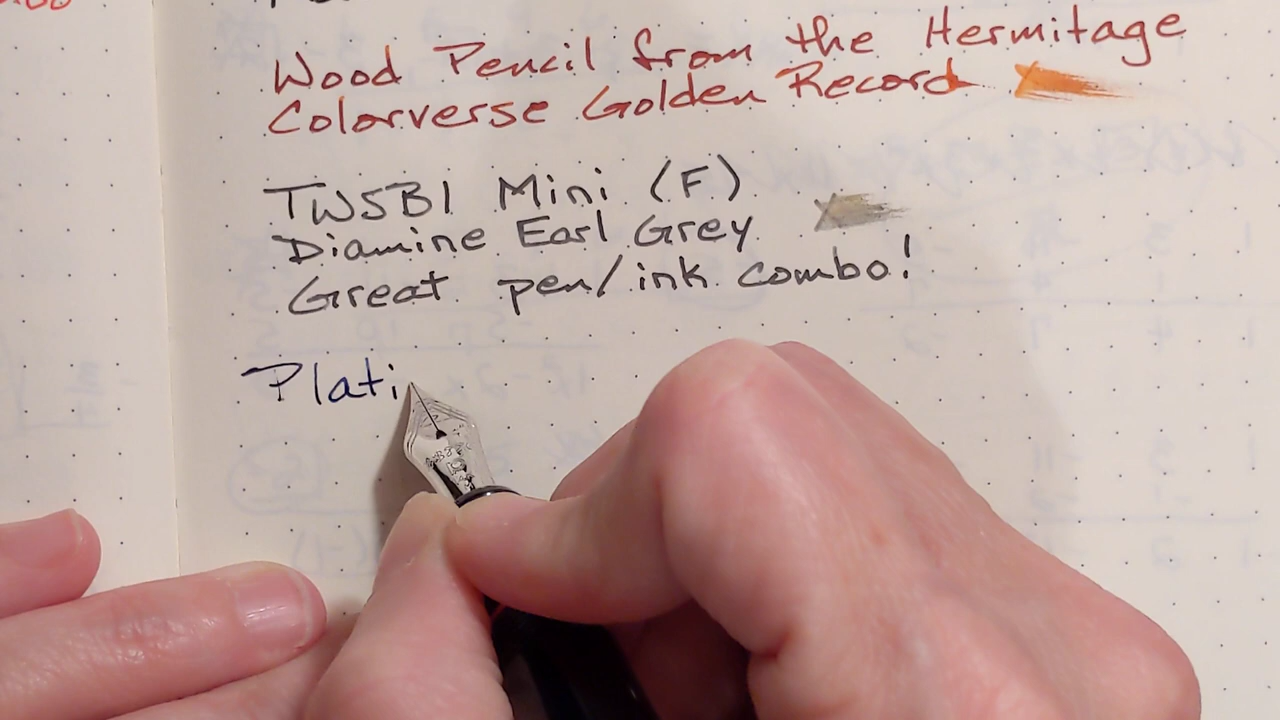 Wood Pencil from the Hermitage
Colorverse Golden Record
TWSBI Mini (F)
Diamine Earl Grey
Great pen/ink combo!
Plati